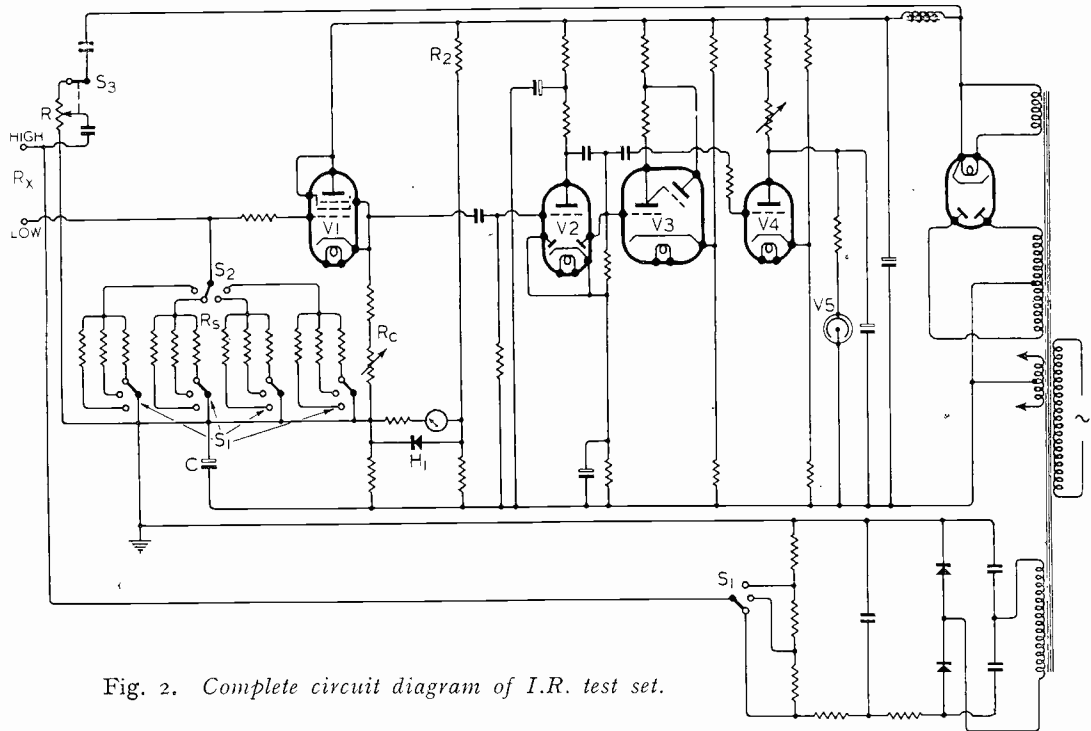 S3
R
HIGH
RX
LOW
R2
V1
V2
V3
V4
V5
S2
RS
RC
S1
C
H1
S1
~
Fig. 2. Complete circuit diagram of I.R. test set.